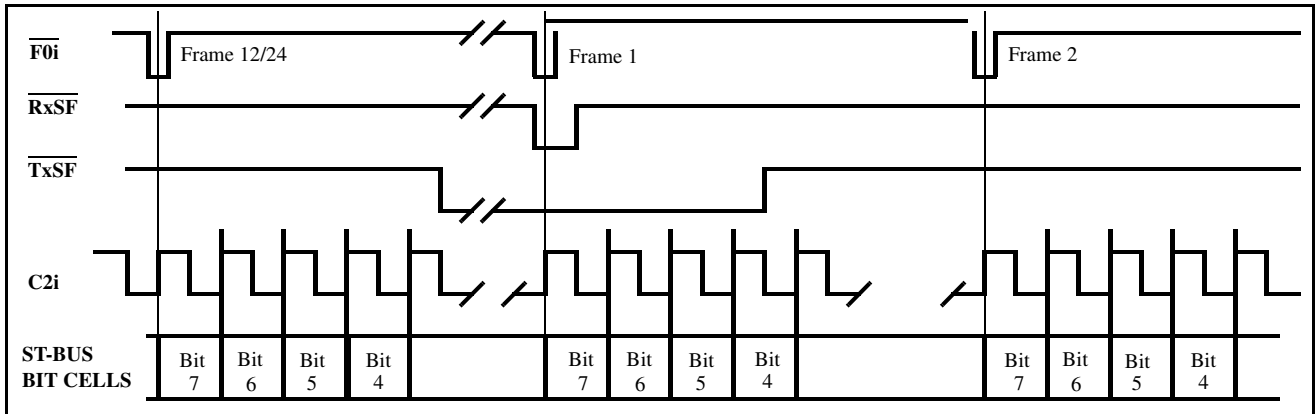 F0i
Frame 12/24
Frame 1
Frame 2
RxSF
TxSF
C2i
ST-BUS
BIT CELLS
Bit
7
Bit
6
Bit
5
Bit
4
Bit
7
Bit
6
Bit
5
Bit
4
Bit
7
Bit
6
Bit
5
Bit
4